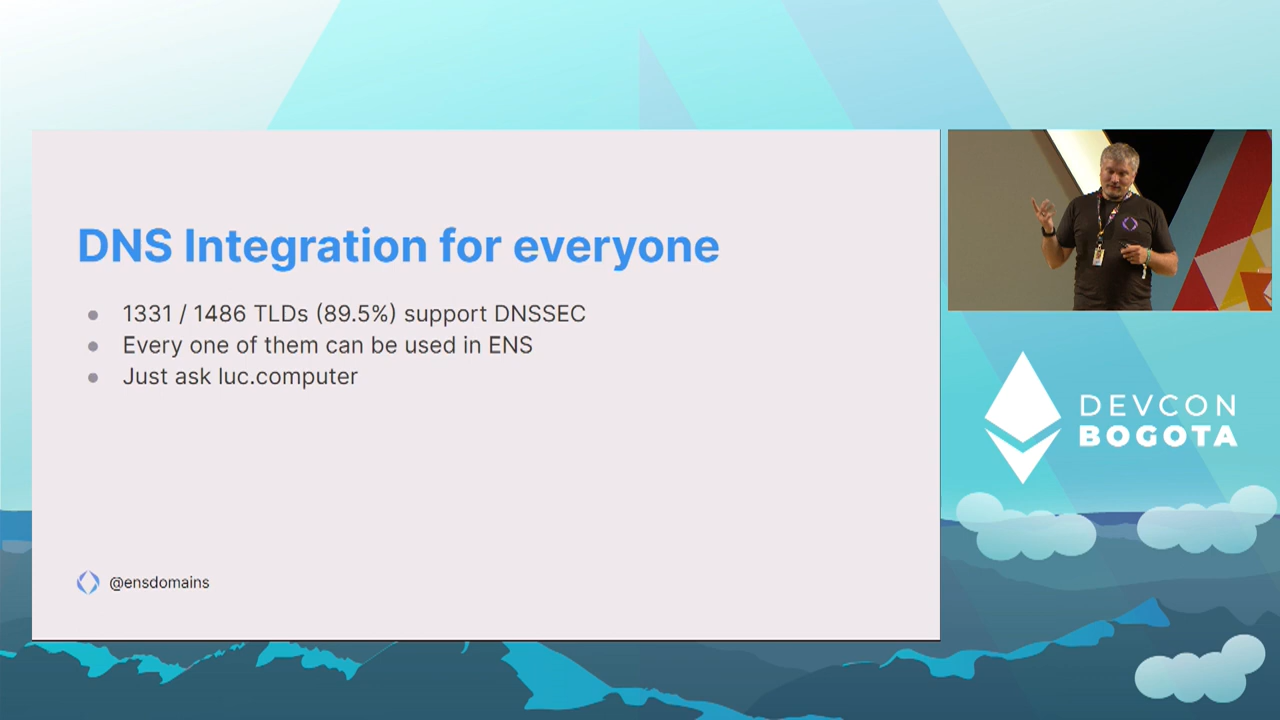 DNS Integration for everyone
1331 / 1486 TLDs (89.5%) support DNSSEC
Every one of them can be used in ENS
Just ask luc.computer
@ensdomains
DEVCON
BOGOTA